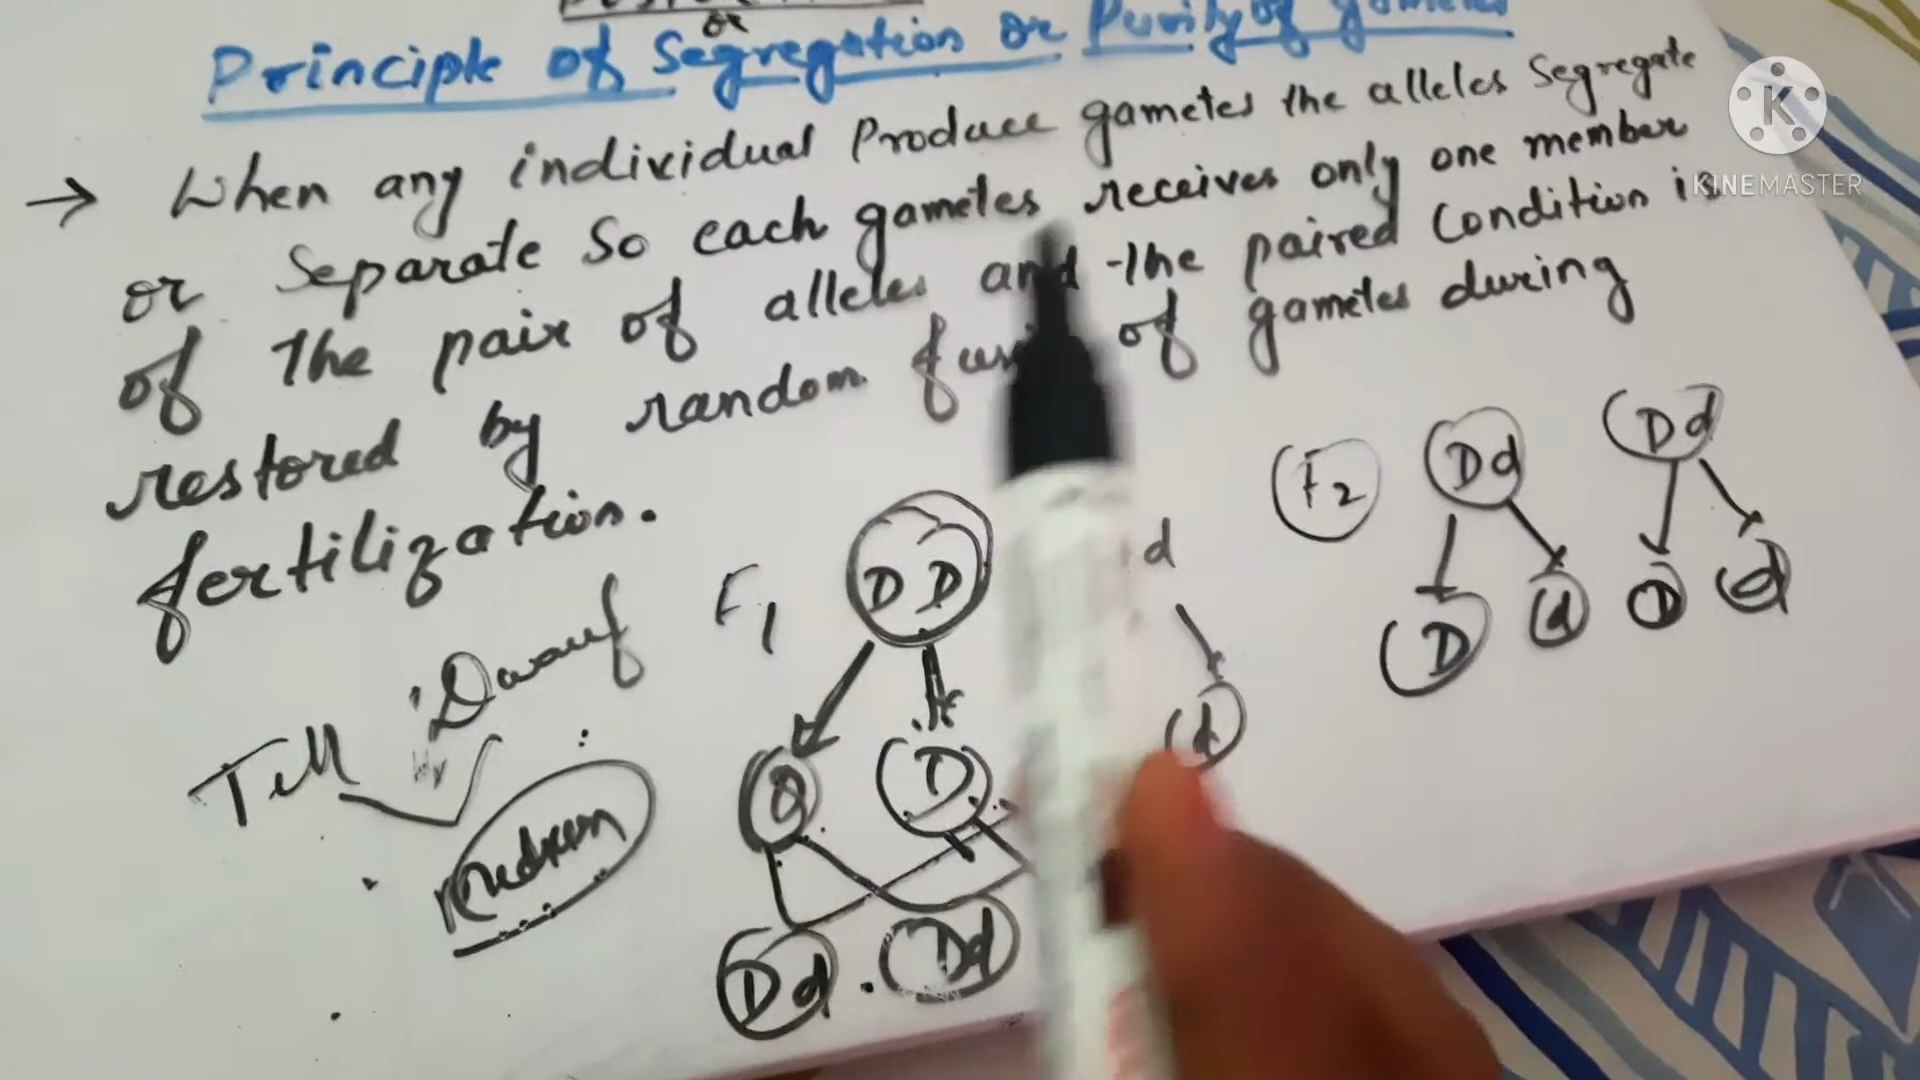 or
Principle of Segregation or Purity of gametes
→ When any individual Produce gametes the alleles Segregate
or Separate So each gametes receives only one member
of The pair of alleles and the paired Condition is
restored by random of gametes during
fertilization.
F2 Dd Dd
D d D d
F1 D D d
Dwarf
Tall
D D d
medium
Dd . Dd
K
KINEMASTER